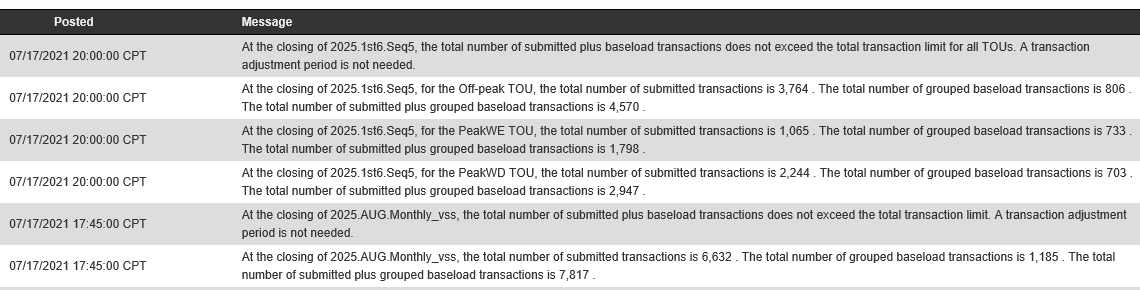 Posted Message
07/17/2021 20:00:00 CPT At the closing of 2025.1st6.Seq5, the total number of submitted plus baseload transactions does not exceed the total transaction limit for all TOUs. A transaction
adjustment period is not needed.
07/17/2021 20:00:00 CPT At the closing of 2025.1st6.Seq5, for the Off-peak TOU, the total number of submitted transactions is 3,764 . The total number of grouped baseload transactions is 806 .
The total number of submitted plus grouped baseload transactions is 4,570 .
07/17/2021 20:00:00 CPT At the closing of 2025.1st6.Seq5, for the PeakWE TOU, the total number of submitted transactions is 1,065 . The total number of grouped baseload transactions is 733 .
The total number of submitted plus grouped baseload transactions is 1,798 .
07/17/2021 20:00:00 CPT At the closing of 2025.1st6.Seq5, for the PeakWD TOU, the total number of submitted transactions is 2,244 . The total number of grouped baseload transactions is 703 .
The total number of submitted plus grouped baseload transactions is 2,947 .
07/17/2021 17:45:00 CPT At the closing of 2025.AUG.Monthly_vss, the total number of submitted plus baseload transactions does not exceed the total transaction limit. A transaction adjustment
period is not needed.
07/17/2021 17:45:00 CPT At the closing of 2025.AUG.Monthly_vss, the total number of submitted transactions is 6,632 . The total number of grouped baseload transactions is 1,185 . The total
number of submitted plus grouped baseload transactions is 7,817 .